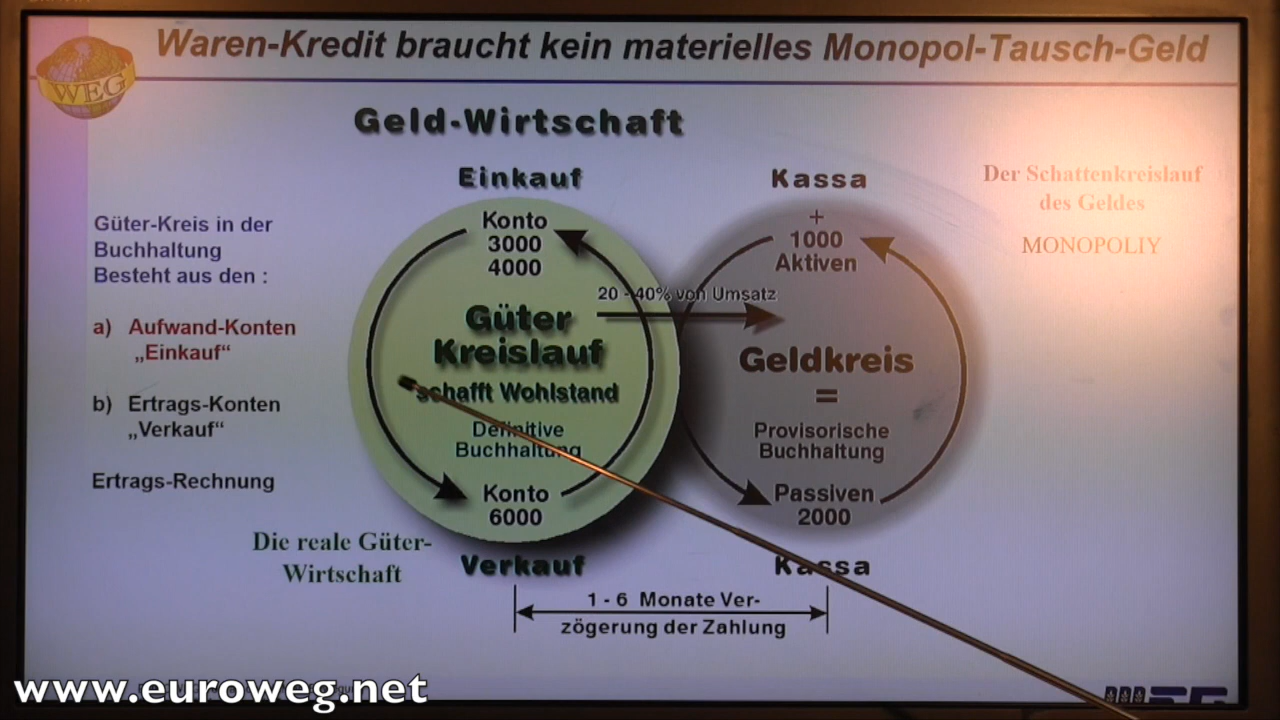 Waren-Kredit braucht kein materielles Monopol-Tausch-Geld
WEG
Geld-Wirtschaft
Einkauf
Kassa
Der Schattenkreislauf
des Geldes
MONOPOLIY
Güter-Kreis in der
Buchhaltung
Besteht aus den :
a) Aufwand-Konten
„Einkauf“
b) Ertrags-Konten
„Verkauf“
Ertrags-Rechnung
Konto
3000
4000
+
1000
Aktiven
20 - 40% von Umsatz
Güter
Kreislauf
schafft Wohlstand
Definitive
Buchhaltung
Geldkreis
=
Provisorische
Buchhaltung
Konto
6000
Passiven
2000
Die reale Güter-
Wirtschaft
Verkauf
Kassa
1 - 6 Monate Ver-
zögerung der Zahlung
www.euroweg.net